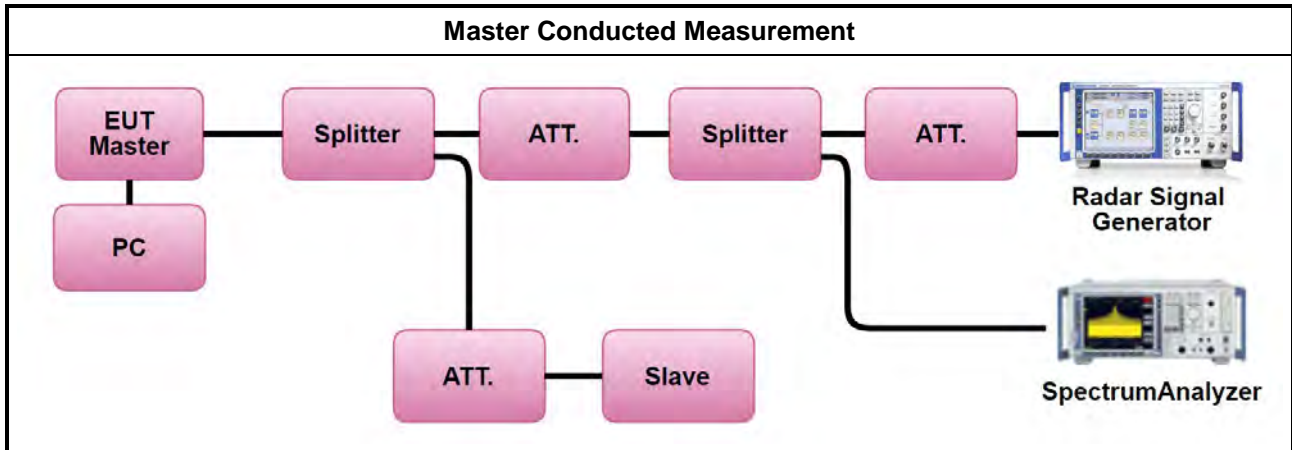 Master Conducted Measurement
EUT
Master
Splitter
ATT.
Splitter
ATT.
Radar Signal
Generator
PC
ATT.
Slave
SpectrumAnalyzer